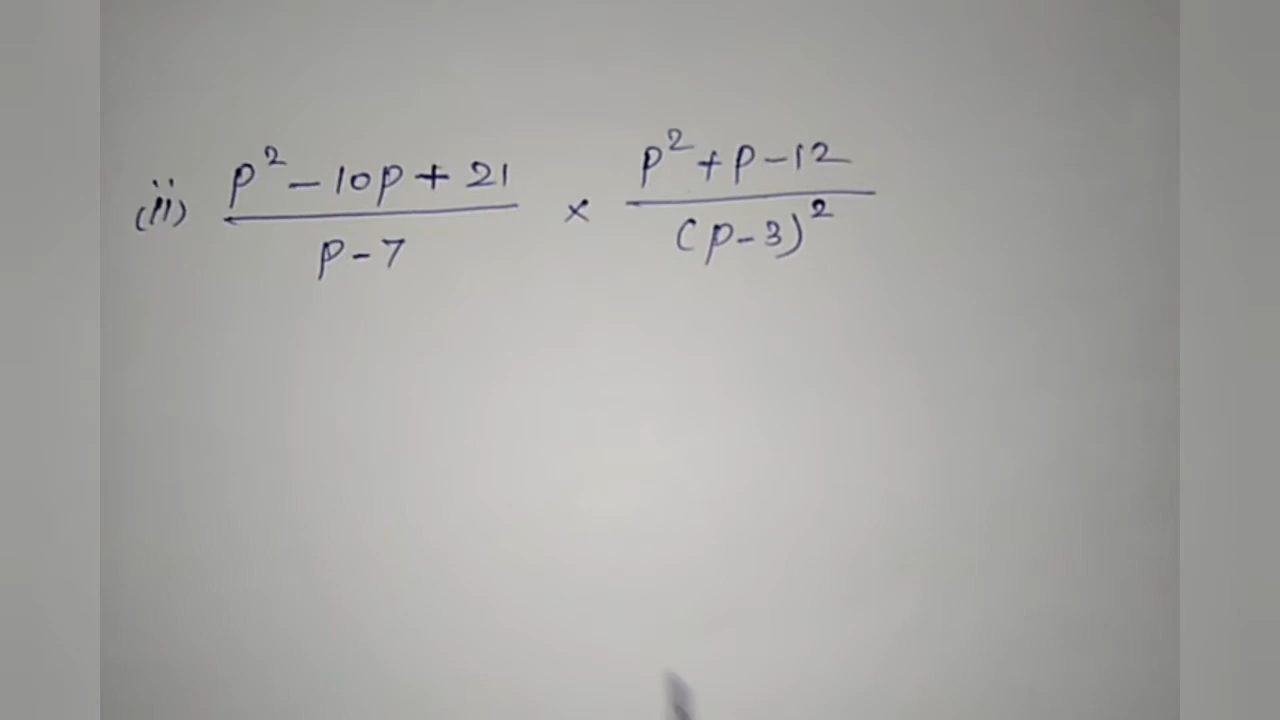 (ii) p² - 10p + 21 / p - 7 × p² + p - 12 / (p - 3)²